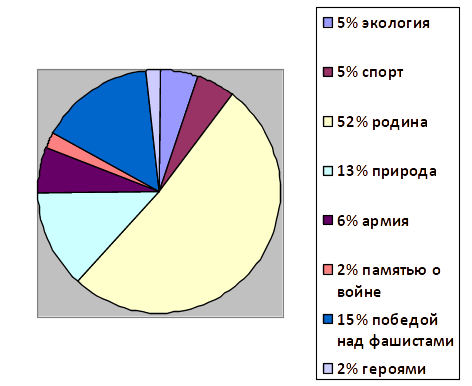 5% экология
5% спорт
52% родина
13% природа
6% армия
2% памятью о
войне
15% победой
над фашистами
2% героями